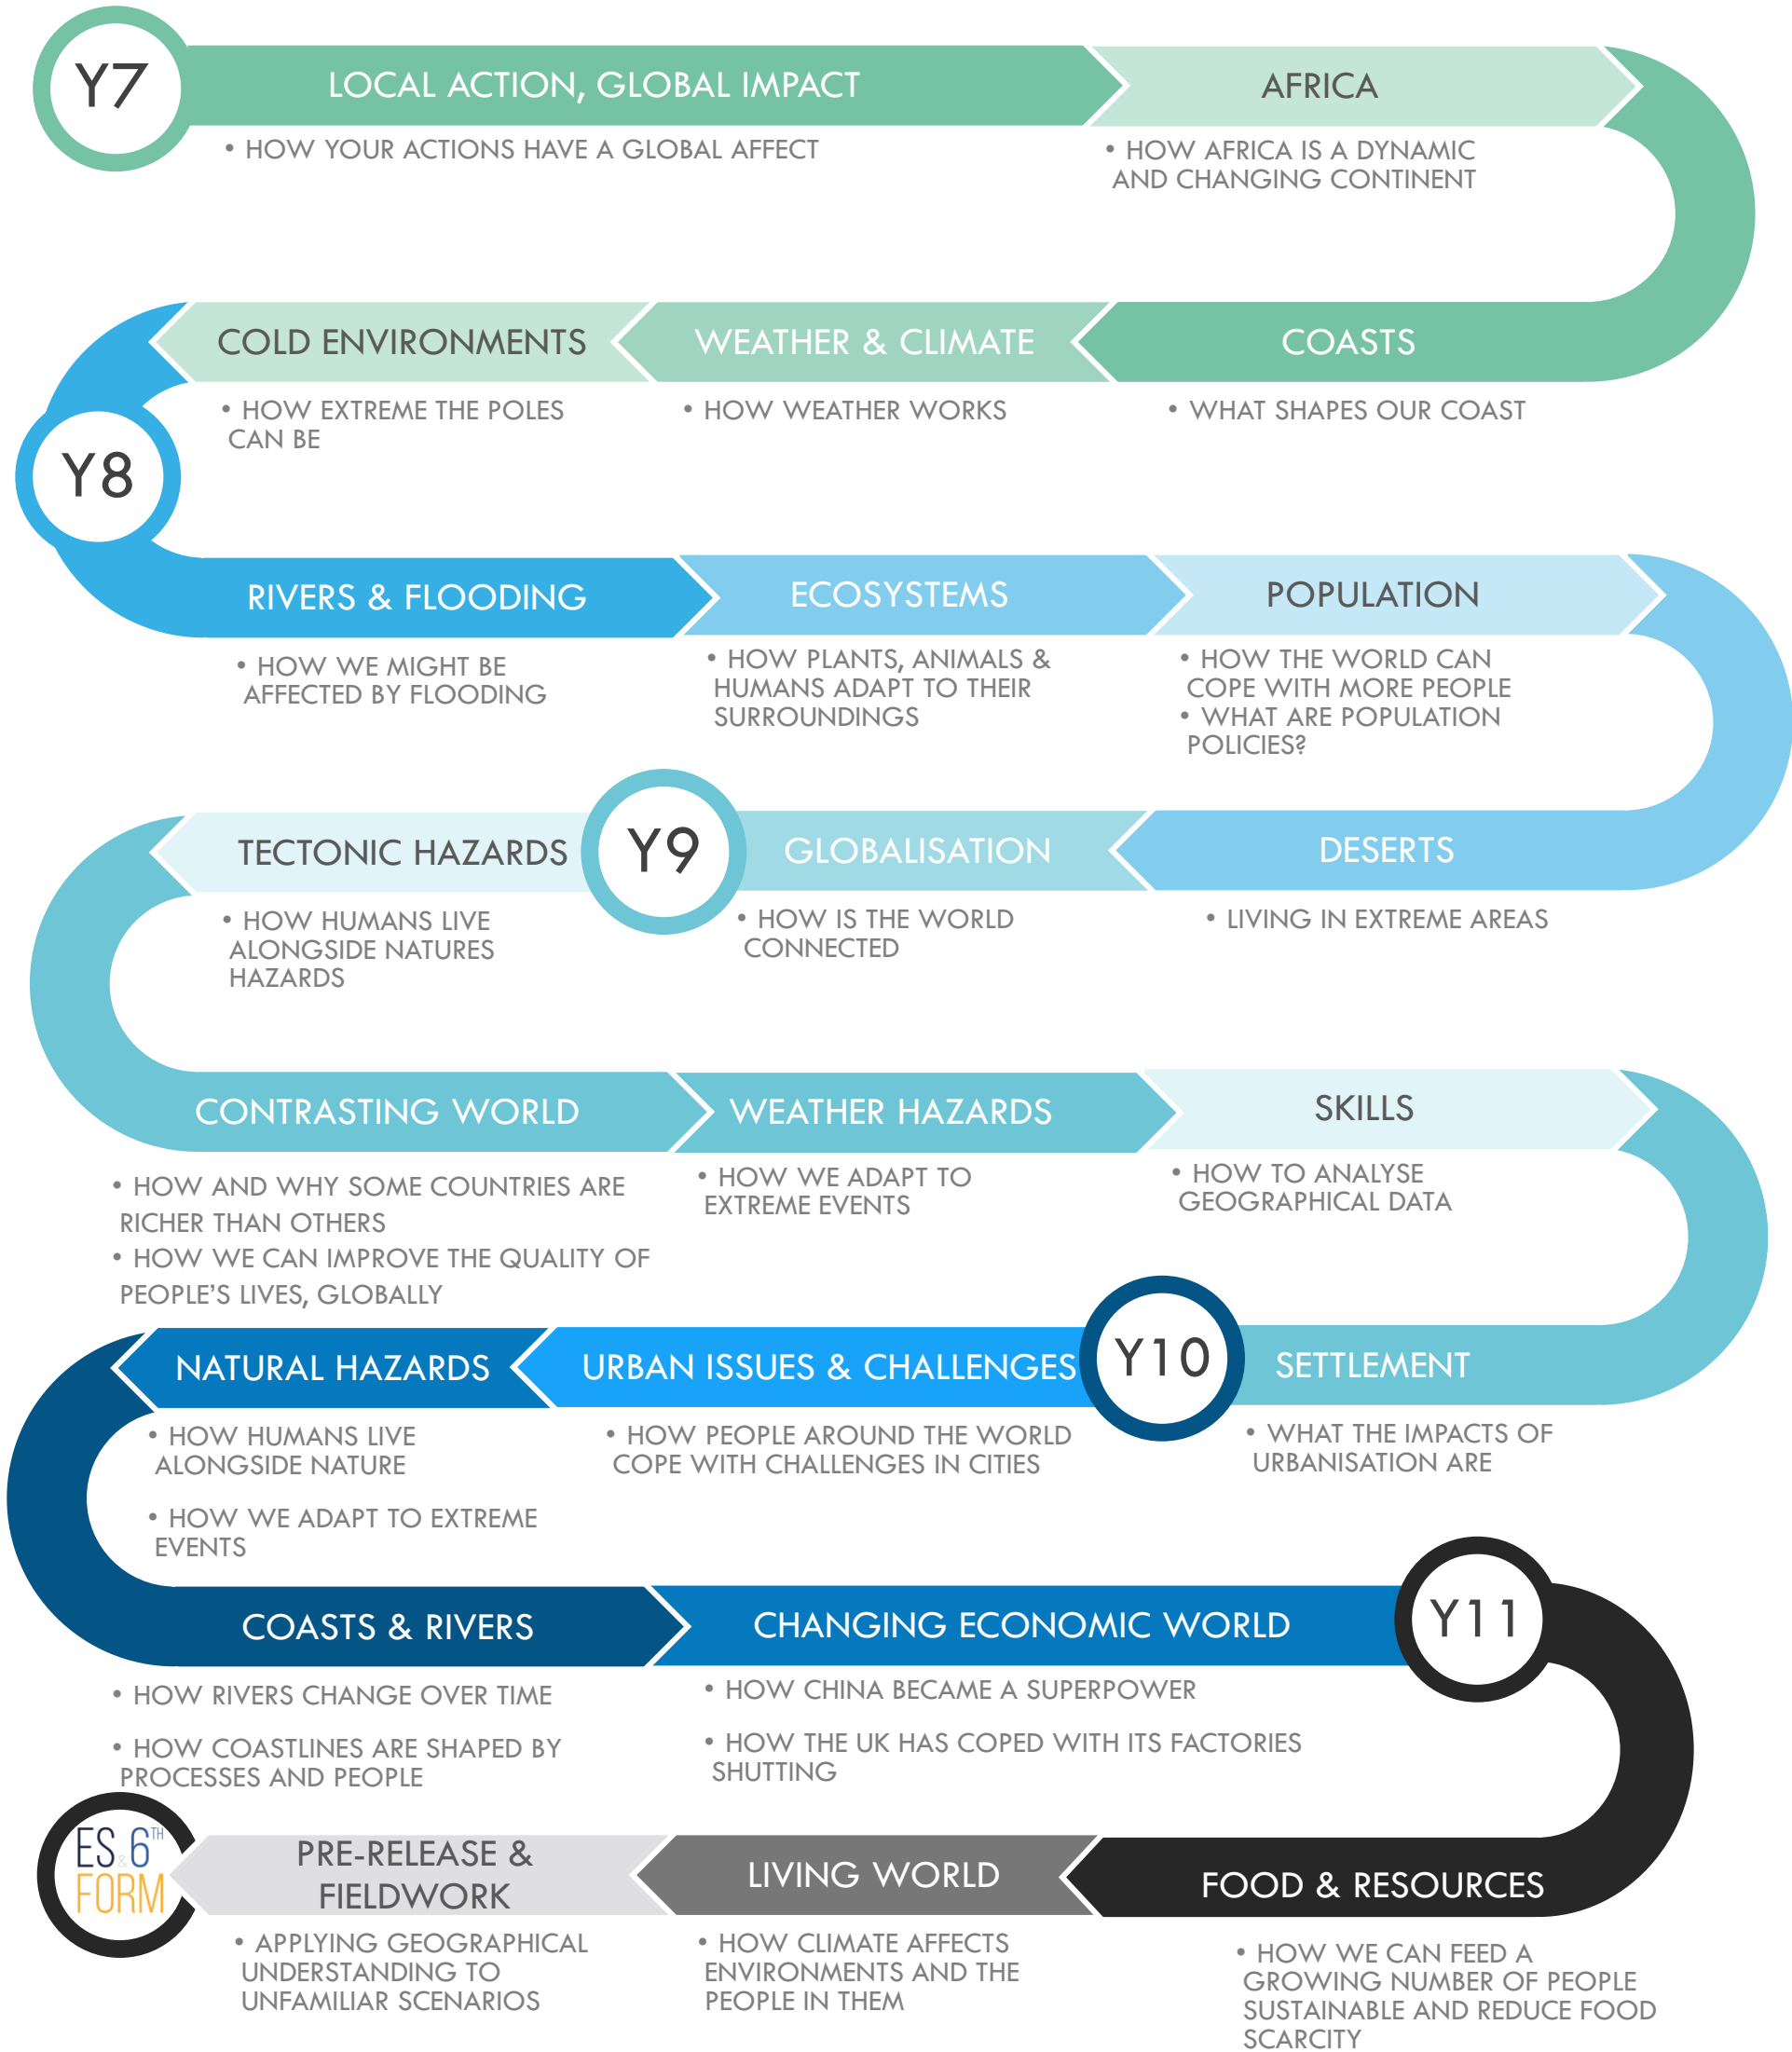 Y7
LOCAL ACTION, GLOBAL IMPACT
• HOW YOUR ACTIONS HAVE A GLOBAL AFFECT
AFRICA
• HOW AFRICA IS A DYNAMIC
AND CHANGING CONTINENT
COASTS
• WHAT SHAPES OUR COAST
WEATHER & CLIMATE
• HOW WEATHER WORKS
COLD ENVIRONMENTS
• HOW EXTREME THE POLES
CAN BE
Y8
RIVERS & FLOODING
• HOW WE MIGHT BE
AFFECTED BY FLOODING
ECOSYSTEMS
• HOW PLANTS, ANIMALS &
HUMANS ADAPT TO THEIR
SURROUNDINGS
POPULATION
• HOW THE WORLD CAN
COPE WITH MORE PEOPLE
• WHAT ARE POPULATION
POLICIES?
DESERTS
• LIVING IN EXTREME AREAS
GLOBALISATION
• HOW IS THE WORLD
CONNECTED
Y9
TECTONIC HAZARDS
• HOW HUMANS LIVE
ALONGSIDE NATURES
HAZARDS
CONTRASTING WORLD
• HOW AND WHY SOME COUNTRIES ARE
RICHER THAN OTHERS
• HOW WE CAN IMPROVE THE QUALITY OF
PEOPLE'S LIVES, GLOBALLY
WEATHER HAZARDS
• HOW WE ADAPT TO
EXTREME EVENTS
SKILLS
• HOW TO ANALYSE
GEOGRAPHICAL DATA
SETTLEMENT
• WHAT THE IMPACTS OF
URBANISATION ARE
Y10
URBAN ISSUES & CHALLENGES
• HOW PEOPLE AROUND THE WORLD
COPE WITH CHALLENGES IN CITIES
NATURAL HAZARDS
• HOW HUMANS LIVE
ALONGSIDE NATURE
• HOW WE ADAPT TO EXTREME
EVENTS
COASTS & RIVERS
• HOW RIVERS CHANGE OVER TIME
• HOW COASTLINES ARE SHAPED BY
PROCESSES AND PEOPLE
CHANGING ECONOMIC WORLD
• HOW CHINA BECAME A SUPERPOWER
• HOW THE UK HAS COPED WITH ITS FACTORIES
SHUTTING
Y11
FOOD & RESOURCES
• HOW WE CAN FEED A
GROWING NUMBER OF PEOPLE
SUSTAINABLE AND REDUCE FOOD
SCARCITY
LIVING WORLD
• HOW CLIMATE AFFECTS
ENVIRONMENTS AND THE
PEOPLE IN THEM
PRE-RELEASE &
FIELDWORK
• APPLYING GEOGRAPHICAL
UNDERSTANDING TO
UNFAMILIAR SCENARIOS
ES & 6TH
FORM